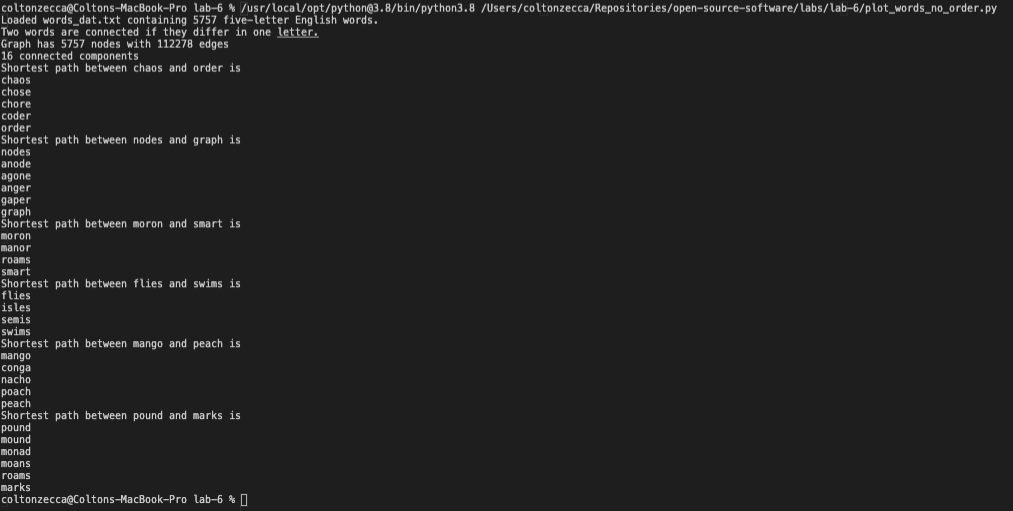 coltonzecca@Coltons-MacBook-Pro lab-6 % /usr/local/opt/python@3.8/bin/python3.8 /Users/coltonzecca/Repositories/open-source-software/labs/lab-6/plot_words_no_order.py
Loaded words_dat.txt containing 5757 five-letter English words.
Two words are connected if they differ in one letter.
Graph has 5757 nodes with 112278 edges
16 connected components
Shortest path between chaos and order is
chaos
chose
chore
coder
order
Shortest path between nodes and graph is
nodes
anode
agone
anger
gaper
graph
Shortest path between moron and smart is
moron
manor
roams
smart
Shortest path between flies and swims is
flies
isles
semis
swims
Shortest path between mango and peach is
mango
conga
nacho
poach
peach
Shortest path between pound and marks is
pound
mound
monad
moans
roams
marks
coltonzecca@Coltons-MacBook-Pro lab-6 %